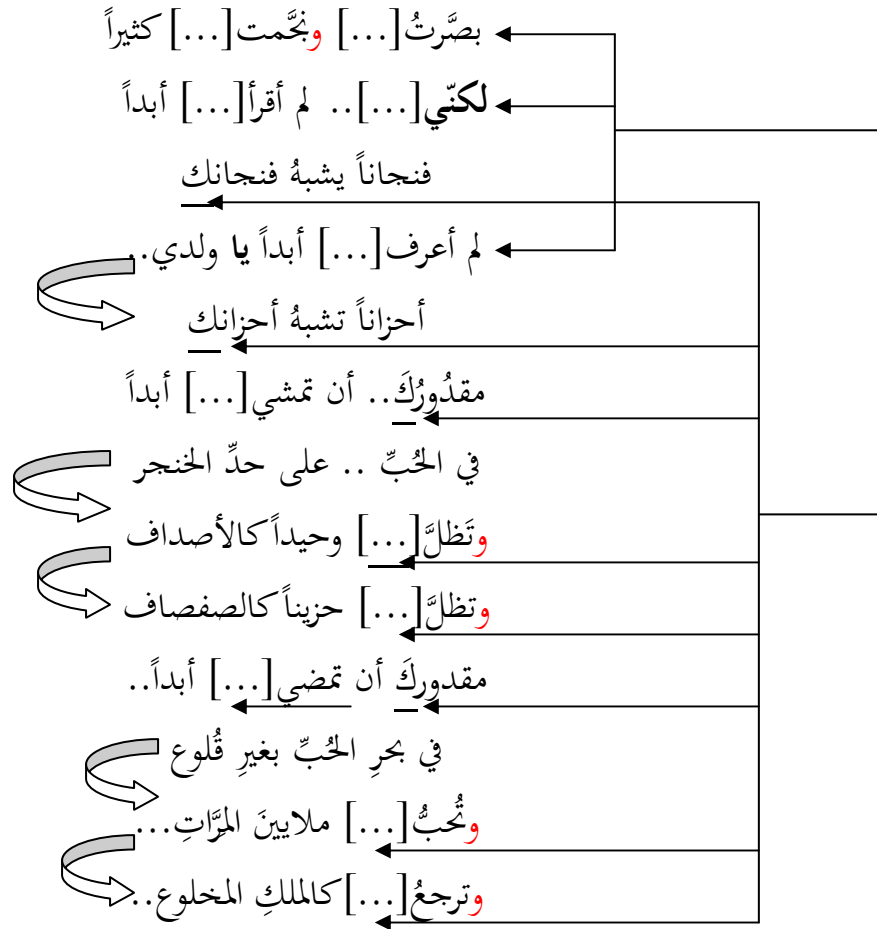 بصَّرتُ[...] ونجَّمت[...] كثيراً
لكنّي[...].. لم أقرأ[...] أبداً
فنجاناً يشبهُ فنجانك
لم أعرف[...] أبداً يا ولدي..
أحزاناً تشبهُ أحزانك
مقدُورُكَ.. أن تمشي[...] أبداً
في الحُبِّ .. على حدِّ الخنجر
وتَظلَّ[...] وحيداً كالأصداف
وتظلَّ[...] حزيناً كالصفصاف
مقدوركَ أن تمضي[...] أبداً..
في بحرِ الحُبِّ بغيرِ قُلوع
وتُحبُّ[...] ملايينَ المرَّاتِ...
وترجعُ[...] كالملكِ المخلوع..